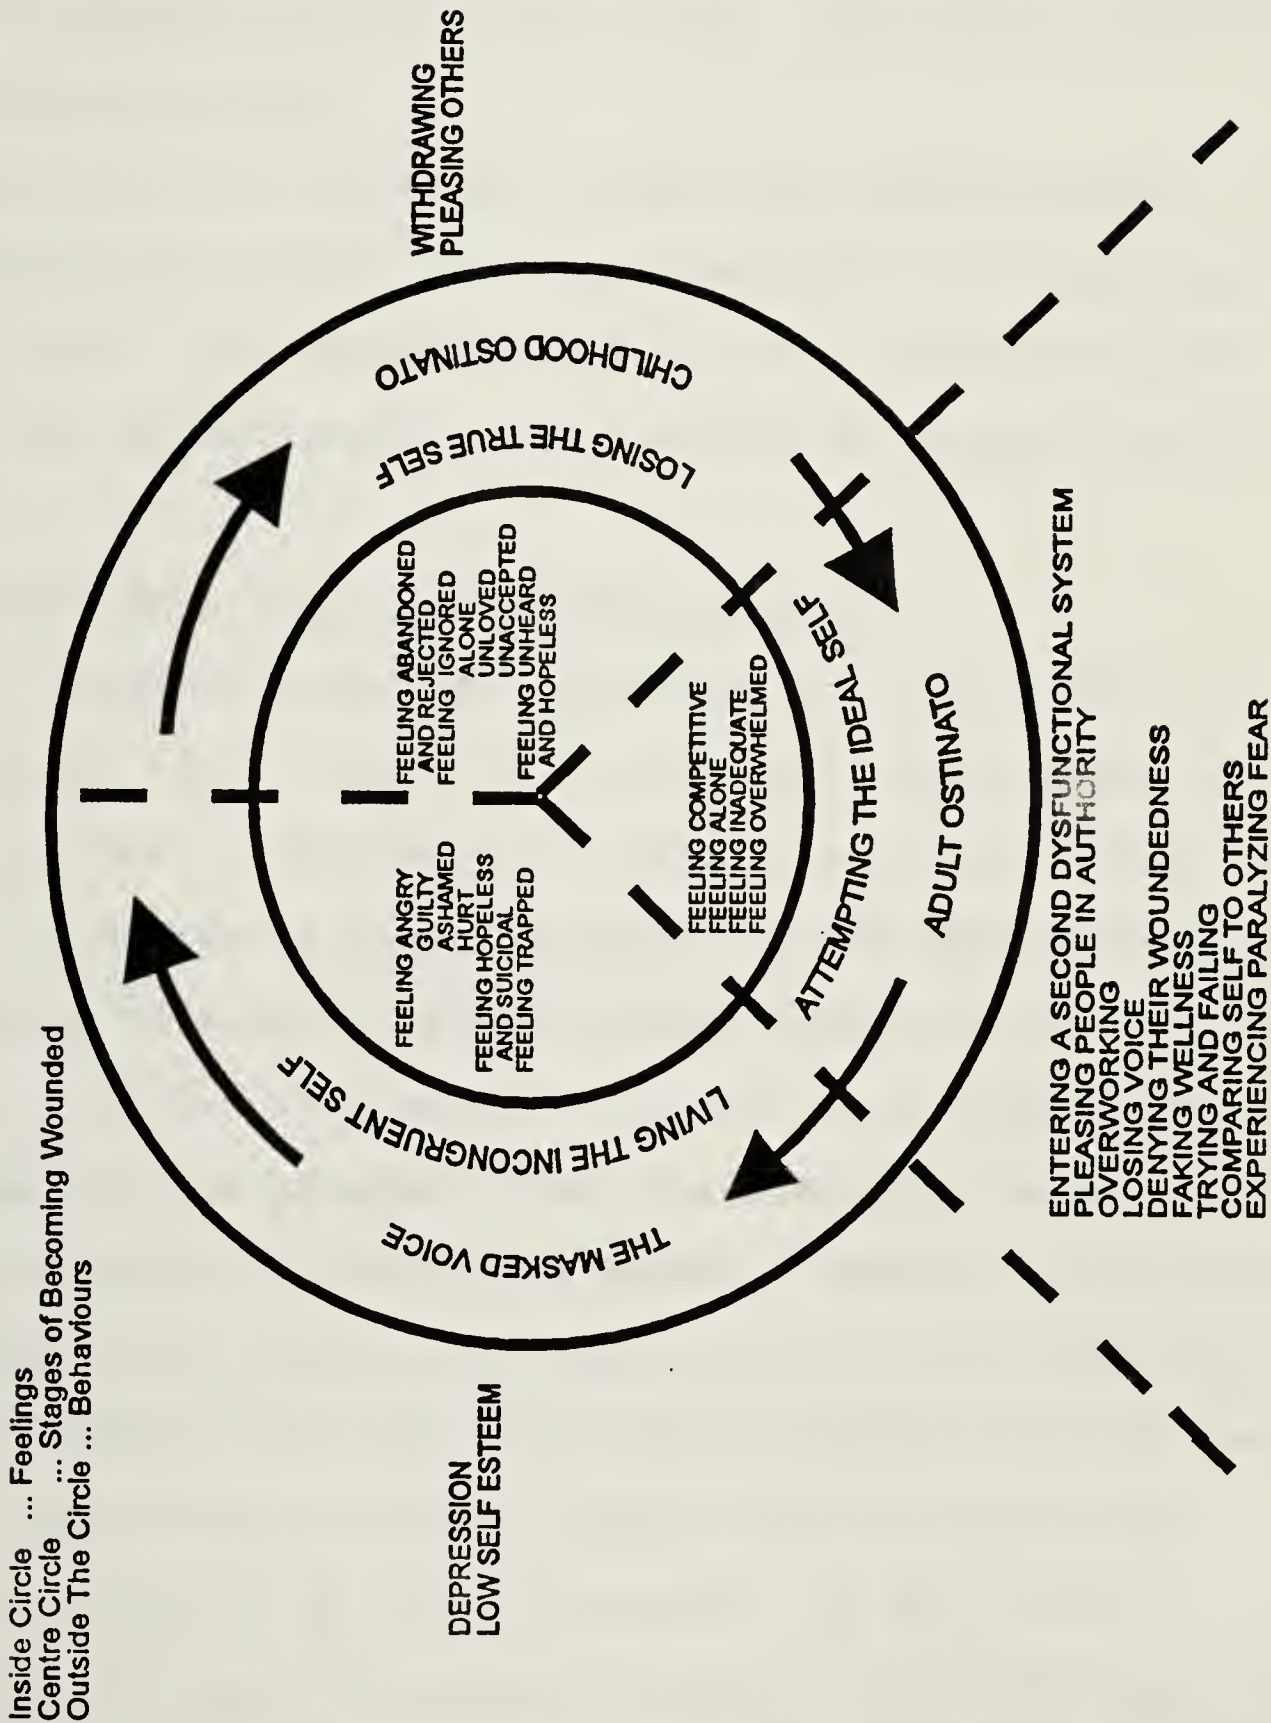 Inside Circle ... Feelings
Centre Circle ... Stages of Becoming Wounded
Outside The Circle ... Behaviours
WITHDRAWING
PLEASING OTHERS
CHILDHOOD OSTINATO
LOSING THE TRUE SELF
FEELING ABANDONED
AND REJECTED
FEELING IGNORED
ALONE
UNLOVED
UNACCEPTED
FEELING UNHEARD
AND HOPELESS
ATTEMPTING THE IDEAL SELF
ADULT OSTINATO
FEELING COMPETITIVE
FEELING ALONE
FEELING INADEQUATE
FEELING OVERWHELMED
ENTERING A SECOND DYSFUNCTIONAL SYSTEM
PLEASING PEOPLE IN AUTHORITY
OVERWORKING
LOSING VOICE
DENYING THEIR WOUNDEDNESS
FAKING WELLNESS
TRYING AND FAILING
COMPARING SELF TO OTHERS
EXPERIENCING PARALYZING FEAR
LIVING THE INCONGRUENT SELF
THE MASKED VOICE
FEELING ANGRY
GUILTY
ASHAMED
HURT
FEELING HOPELESS
AND SUICIDAL
FEELING TRAPPED
DEPRESSION
LOW SELF ESTEEM